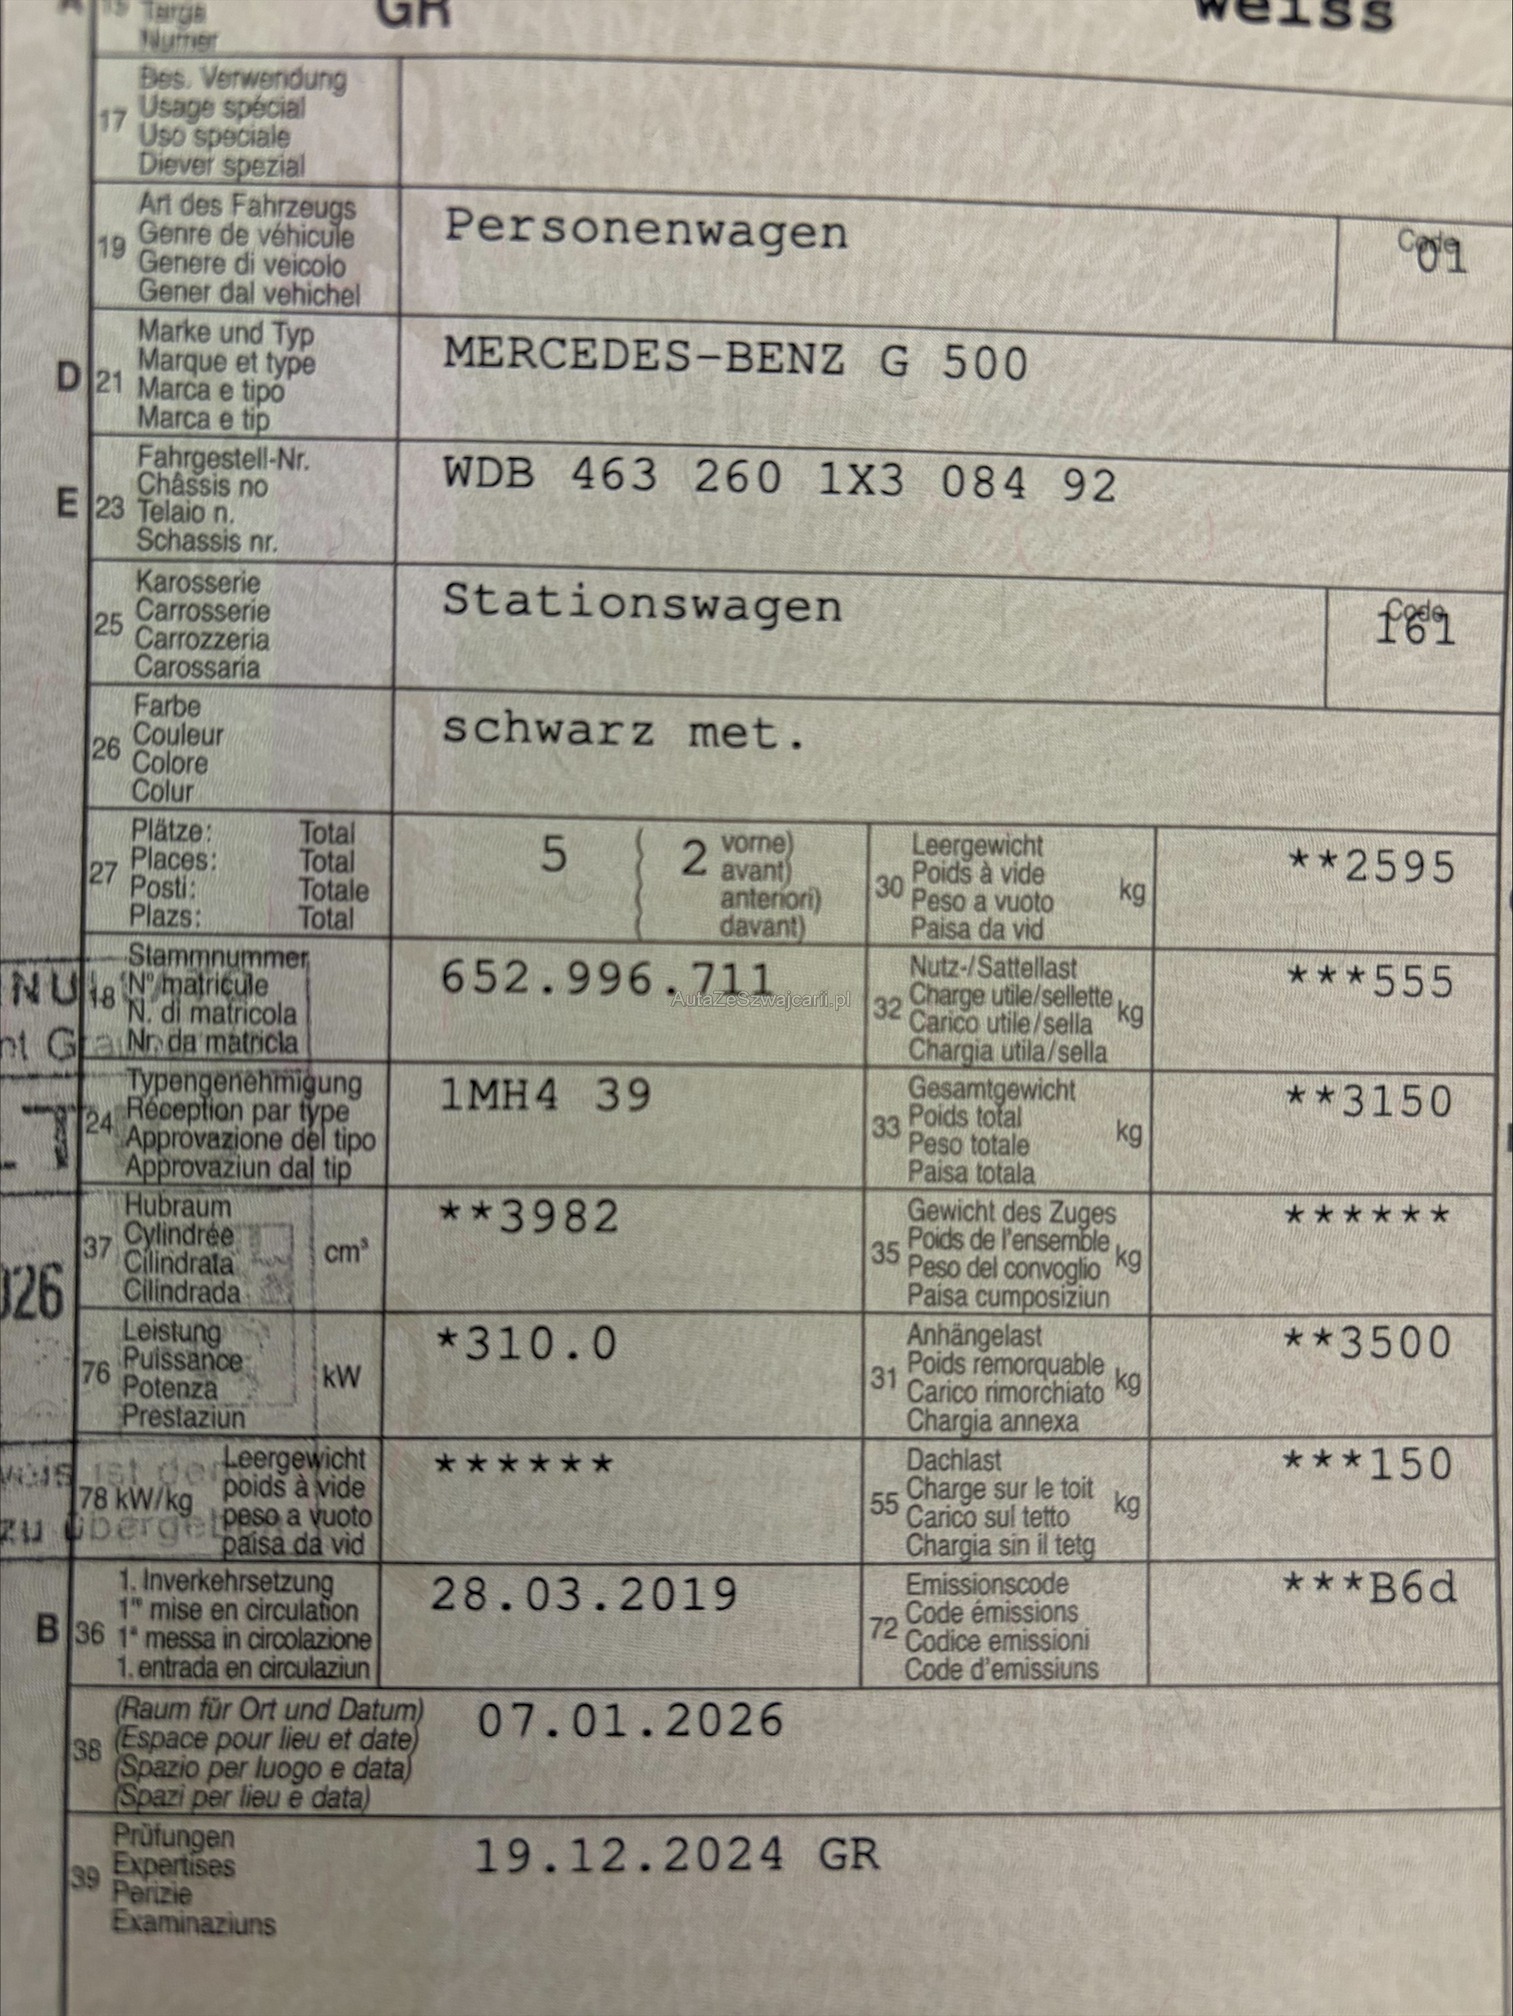 A 15 Targa GR weiss
Numer
Bes. Verwendung
17 Usage spécial
Uso speciale
Diever spezial
Art des Fahrzeugs Personenwagen Code 01
19 Genre de véhicule
Genere di veicolo
Gener dal vehichel
Marke und Typ MERCEDES-BENZ G 500
D 21 Marque et type
Marca e tipo
Marca e tip
Fahrgestell-Nr. WDB 463 260 1X3 084 92
E 23 Châssis no
Telaio n.
Schassis nr.
Karosserie Stationswagen Code 161
25 Carrosserie
Carrozzeria
Carossaria
Farbe schwarz met.
26 Couleur
Colore
Colur
Plätze: Total 5 ( 2 vorne) Leergewicht **2595
27 Places: Total avant) 30 Poids à vide kg
Posti: Totale anteriori) Peso a vuoto
Plazs: Total davant) Paisa da vid
Stammnummer 652.996.711 Nutz-/Sattellast ***555
18 N° matricule 32 Charge utile/sellette kg
N. di matricola Carico utile/sella
Nr. da matricla Chargia utila/sella
AutaZeSzwajcarii.pl
Typengenehmigung 1MH4 39 Gesamtgewicht **3150
24 Réception par type 33 Poids total kg
Approvazione del tipo Peso totale
Approvaziun dal tip Paisa totala
Hubraum **3982 Gewicht des Zuges ******
37 Cylindrée cm³ 35 Poids de l'ensemble kg
Cilindrata Peso del convoglio
Cilindrada Paisa cumposiziun
026
Leistung *310.0 Anhängelast **3500
76 Puissance kW 31 Poids remorquable kg
Potenza Carico rimorchiato
Prestaziun Chargia annexa
Leergewicht ****** Dachlast ***150
78 kW/kg poids à vide 55 Charge sur le toit kg
peso a vuoto Carico sul tetto
paisa da vid Chargia sin il tetg
ist der
zu
1. Inverkehrsetzung 28.03.2019 Emissionscode ***B6d
B 36 1re mise en circulation 72 Code émissions
1a messa in circolazione Codice emissioni
1. entrada en circulaziun Code d'emissiuns
(Raum für Ort und Datum) 07.01.2026
38 (Espace pour lieu et date)
(Spazio per luogo e data)
(Spazi per lieu e data)
Prüfungen 19.12.2024 GR
39 Expertises
Perizie
Examinaziuns